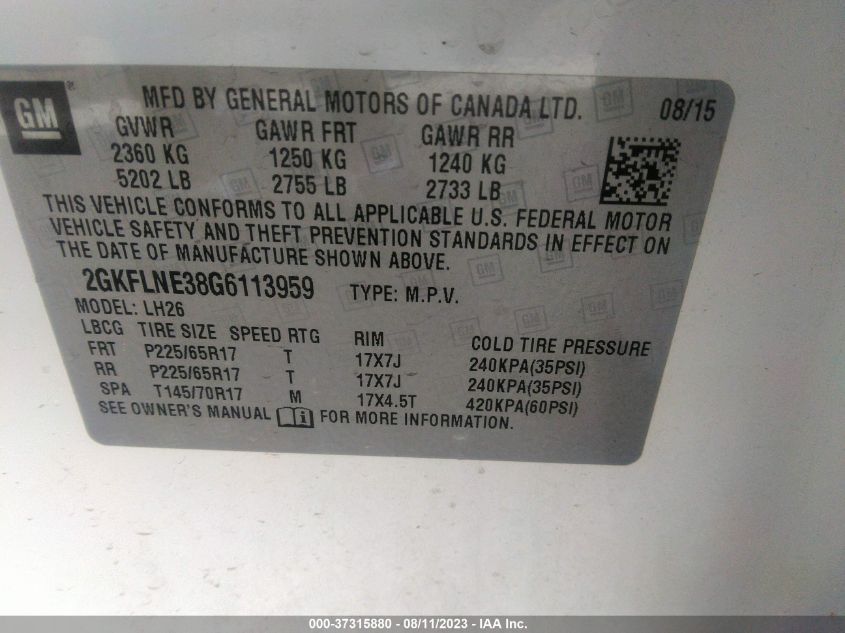 GM ® MFD BY GENERAL MOTORS OF CANADA LTD. 08/15
GVWR GAWR FRT GAWR RR
2360 KG 1250 KG 1240 KG
5202 LB 2755 LB 2733 LB
THIS VEHICLE CONFORMS TO ALL APPLICABLE U.S. FEDERAL MOTOR
VEHICLE SAFETY AND THEFT PREVENTION STANDARDS IN EFFECT ON
THE DATE OF MANUFACTURE SHOWN ABOVE.
2GKFLNE38G6113959 TYPE: M.P.V.
MODEL: LH26
LBCG TIRE SIZE SPEED RTG RIM COLD TIRE PRESSURE
FRT P225/65R17 T 17X7J 240KPA(35PSI)
RR P225/65R17 T 17X7J 240KPA(35PSI)
SPA T145/70R17 M 17X4.5T 420KPA(60PSI)
SEE OWNER'S MANUAL i FOR MORE INFORMATION.
000-37315880 - 08/11/2023 - IAA Inc.